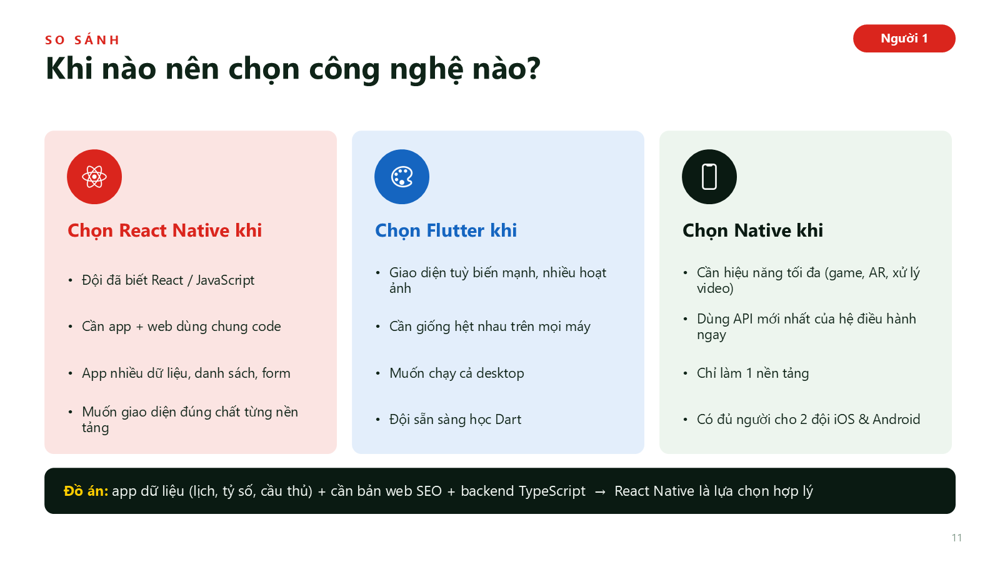 SO SÁNH
Người 1
Khi nào nên chọn công nghệ nào?
Chọn React Native khi
• Đội đã biết React / JavaScript
• Cần app + web dùng chung code
• App nhiều dữ liệu, danh sách, form
• Muốn giao diện đúng chất từng nền
tảng
Chọn Flutter khi
• Giao diện tuỳ biến mạnh, nhiều hoạt
ảnh
• Cần giống hệt nhau trên mọi máy
• Muốn chạy cả desktop
• Đội sẵn sàng học Dart
Chọn Native khi
• Cần hiệu năng tối đa (game, AR, xử lý
video)
• Dùng API mới nhất của hệ điều hành
ngay
• Chỉ làm 1 nền tảng
• Có đủ người cho 2 đội iOS & Android
Đồ án: app dữ liệu (lịch, tỷ số, cầu thủ) + cần bản web SEO + backend TypeScript → React Native là lựa chọn hợp lý
11